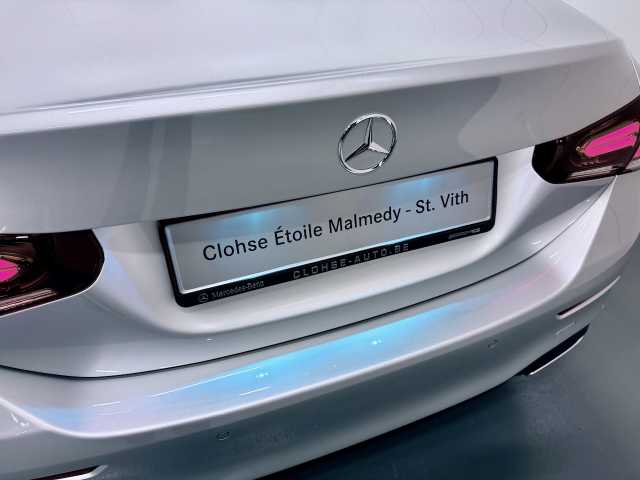 Clohse Étoile Malmedy - St. Vith
CLOHSE-AUTO.BE
Mercedes-Benz